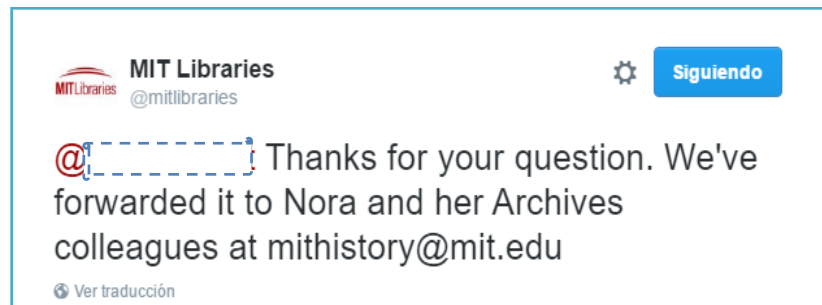 MIT Libraries
MITLibraries
@mitlibraries
Siguiendo
@ Thanks for your question. We've
forwarded it to Nora and her Archives
colleagues at mithistory@mit.edu
Ver traducción